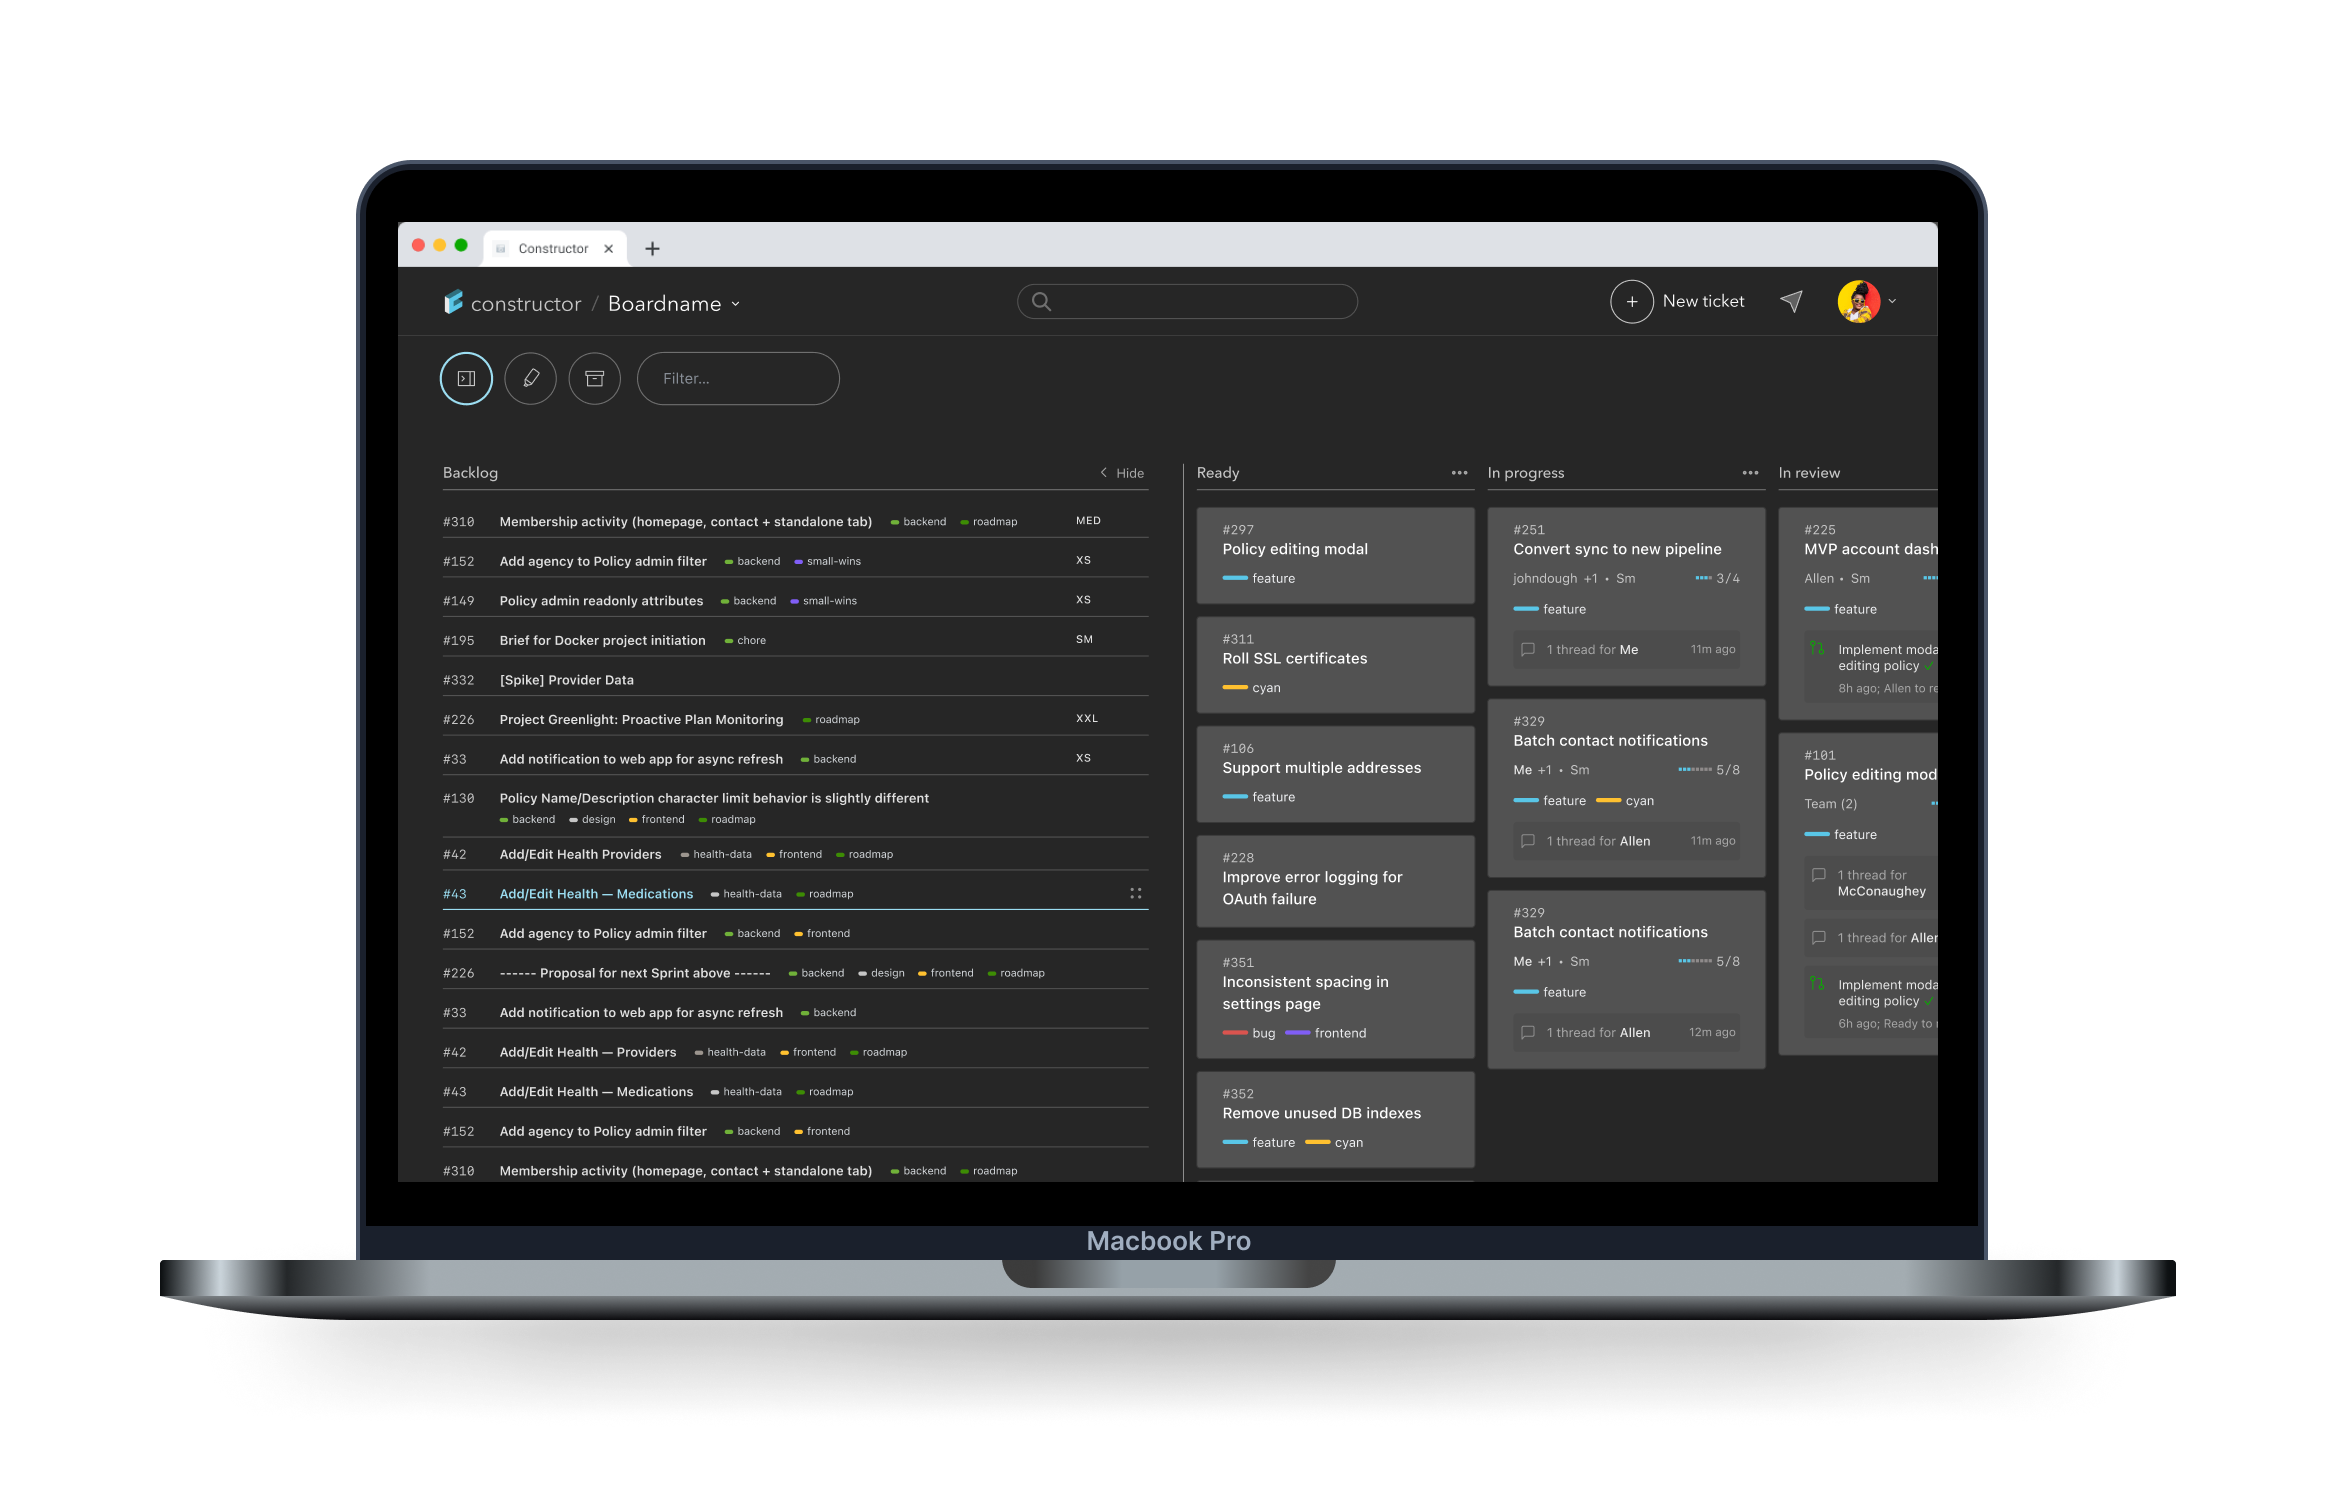 Constructor
constructor / Boardname
New ticket
Filter...
Backlog
Hide
#310 Membership activity (homepage, contact + standalone tab) backend roadmap MED
#152 Add agency to Policy admin filter backend small-wins XS
#149 Policy admin readonly attributes backend small-wins XS
#195 Brief for Docker project initiation chore SM
#332 [Spike] Provider Data
#226 Project Greenlight: Proactive Plan Monitoring roadmap XXL
#33 Add notification to web app for async refresh backend XS
#130 Policy Name/Description character limit behavior is slightly different
backend design frontend roadmap
#42 Add/Edit Health Providers health-data frontend roadmap
#43 Add/Edit Health — Medications health-data roadmap
#152 Add agency to Policy admin filter backend frontend
#226 ------ Proposal for next Sprint above ------ backend design frontend roadmap
#33 Add notification to web app for async refresh backend
#42 Add/Edit Health — Providers health-data frontend roadmap
#43 Add/Edit Health — Medications health-data roadmap
#152 Add agency to Policy admin filter backend frontend
#310 Membership activity (homepage, contact + standalone tab) backend roadmap
Ready
#297
Policy editing modal
feature
#311
Roll SSL certificates
cyan
#106
Support multiple addresses
feature
#228
Improve error logging for
OAuth failure
#351
Inconsistent spacing in
settings page
bug frontend
#352
Remove unused DB indexes
feature cyan
In progress
#251
Convert sync to new pipeline
johndough +1 • Sm 3/4
feature
1 thread for Me 11m ago
#329
Batch contact notifications
Me +1 • Sm 5/8
feature cyan
1 thread for Allen 11m ago
#329
Batch contact notifications
Me +1 • Sm 5/8
feature
1 thread for Allen 12m ago
In review
#225
MVP account dash
Allen • Sm
feature
Implement moda
editing policy
8h ago; Allen to re
#101
Policy editing mod
Team (2)
feature
1 thread for
McConaughey
1 thread for Aller
Implement moda
editing policy
6h ago; Ready to
Macbook Pro